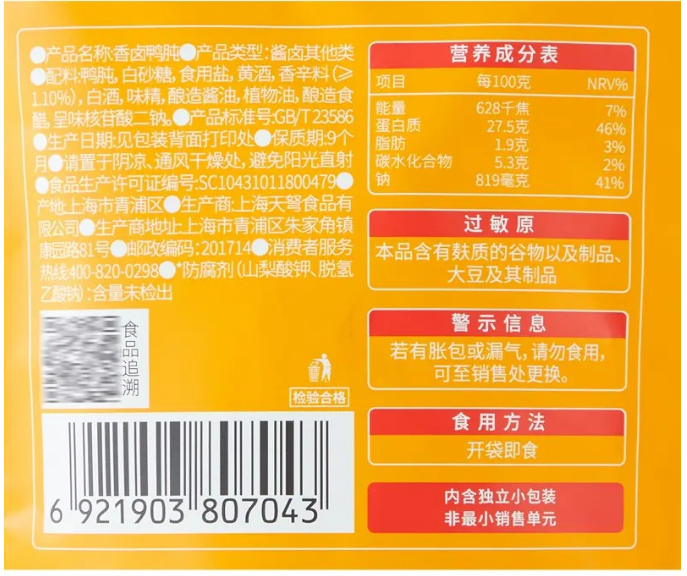 ●产品名称:香卤鸭肫●产品类型:酱卤其他类
●配料:鸭肫, 白砂糖, 食用盐, 黄酒, 香辛料(≥
1.10%), 白酒, 味精, 酿造酱油, 植物油, 酿造食
醋, 呈味核苷酸二钠。●产品标准号:GB/T 23586
●生产日期:见包装背面打印处●保质期:9个
月●请置于阴凉、通风干燥处, 避免阳光直射
●食品生产许可证编号:SC10431011800479●
产地:上海市青浦区●生产商:上海天骜食品有
限公司●生产商地址:上海市青浦区朱家角镇
康园路81号●邮政编码:201714●消费者服务
热线:400-820-0298●*防腐剂(山梨酸钾、脱氢
乙酸钠):含量未检出
食品追溯
检验合格
6 921903 807043
营养成分表
项目 每100克 NRV%
能量 628千焦 7%
蛋白质 27.5克 46%
脂肪 1.9克 3%
碳水化合物 5.3克 2%
钠 819毫克 41%
过敏原
本品含有麸质的谷物以及制品、
大豆及其制品
警示信息
若有胀包或漏气, 请勿食用,
可至销售处更换。
食用方法
开袋即食
内含独立小包装
非最小销售单元